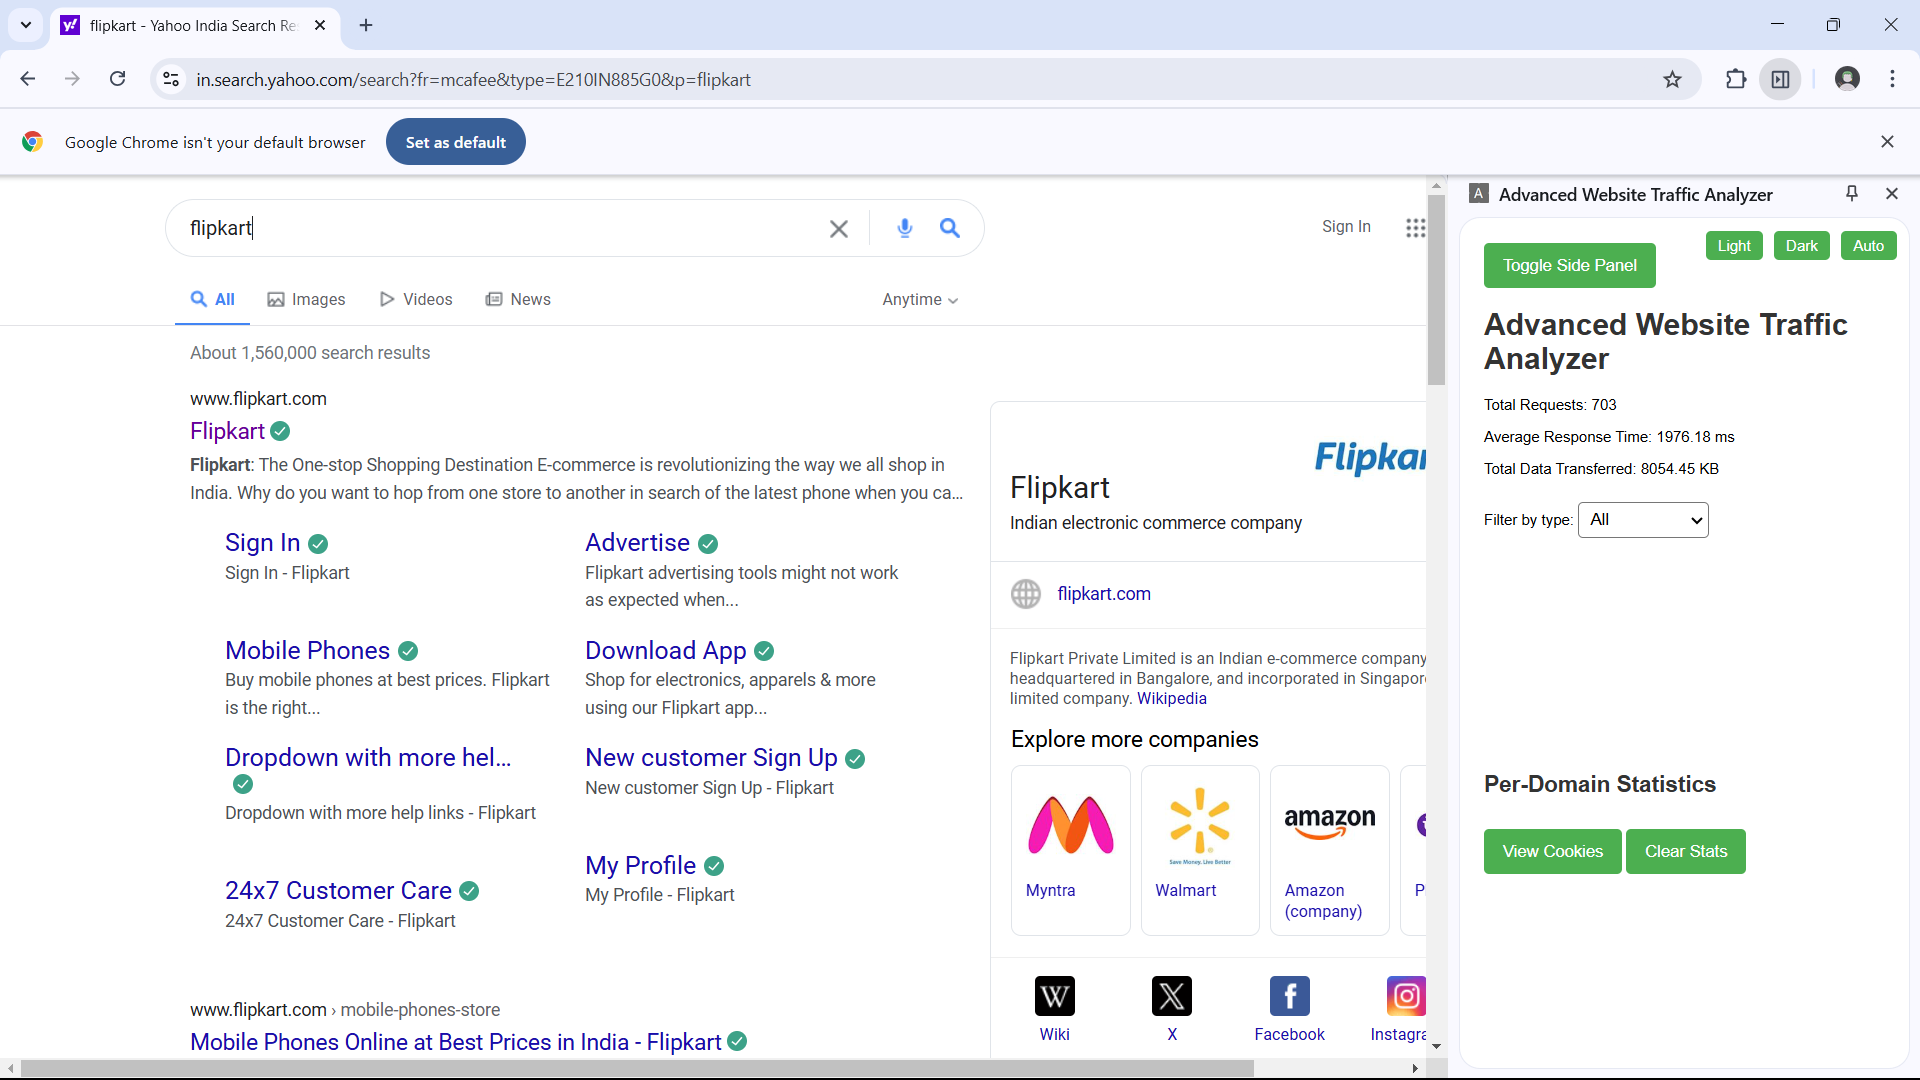 flipkart - Yahoo India Search Re
in.search.yahoo.com/search?fr=mcafee&type=E210IN885G0&p=flipkart
Google Chrome isn't your default browser
Set as default
flipkart
Sign In
All
Images
Videos
News
Anytime
About 1,560,000 search results
www.flipkart.com
Flipkart
Flipkart: The One-stop Shopping Destination E-commerce is revolutionizing the way we all shop in
India. Why do you want to hop from one store to another in search of the latest phone when you ca...
Sign In
Sign In - Flipkart
Advertise
Flipkart advertising tools might not work
as expected when...
Mobile Phones
Buy mobile phones at best prices. Flipkart
is the right...
Download App
Shop for electronics, apparels & more
using our Flipkart app...
Dropdown with more hel...
Dropdown with more help links - Flipkart
New customer Sign Up
New customer Sign Up - Flipkart
24x7 Customer Care
24x7 Customer Care - Flipkart
My Profile
My Profile - Flipkart
www.flipkart.com › mobile-phones-store
Mobile Phones Online at Best Prices in India - Flipkart
Flipkar
Flipkart
Indian electronic commerce company
flipkart.com
Flipkart Private Limited is an Indian e-commerce company
headquartered in Bangalore, and incorporated in Singapor
limited company. Wikipedia
Explore more companies
Myntra
Save Money. Live Better
Walmart
amazon
Amazon
(company)
P
W
Wiki
X
f
Facebook
Instagra
A
Advanced Website Traffic Analyzer
Toggle Side Panel
Light
Dark
Auto
Advanced Website Traffic
Analyzer
Total Requests: 703
Average Response Time: 1976.18 ms
Total Data Transferred: 8054.45 KB
Filter by type: All
Per-Domain Statistics
View Cookies
Clear Stats